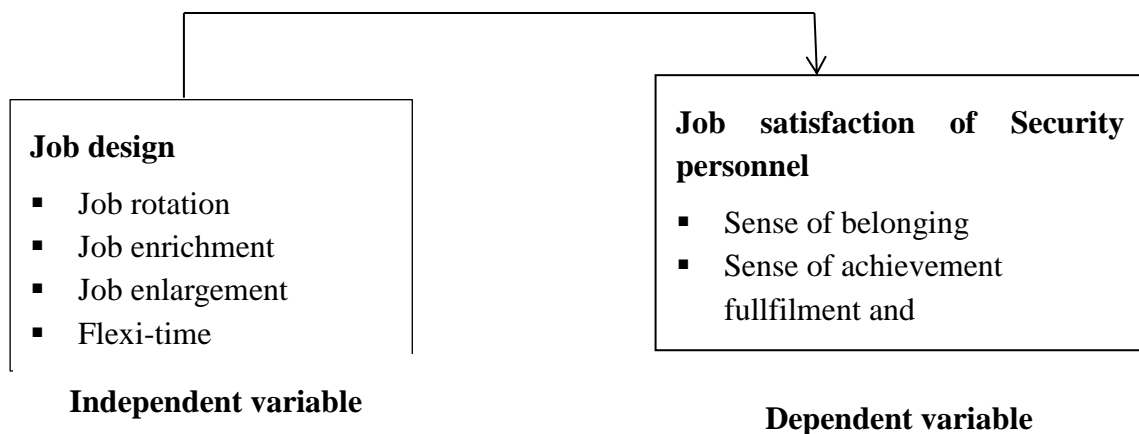 Job design
▪ Job rotation
▪ Job enrichment
▪ Job enlargement
▪ Flexi-time
Independent variable
Job satisfaction of Security
personnel
▪ Sense of belonging
▪ Sense of achievement
fullfilment and
Dependent variable